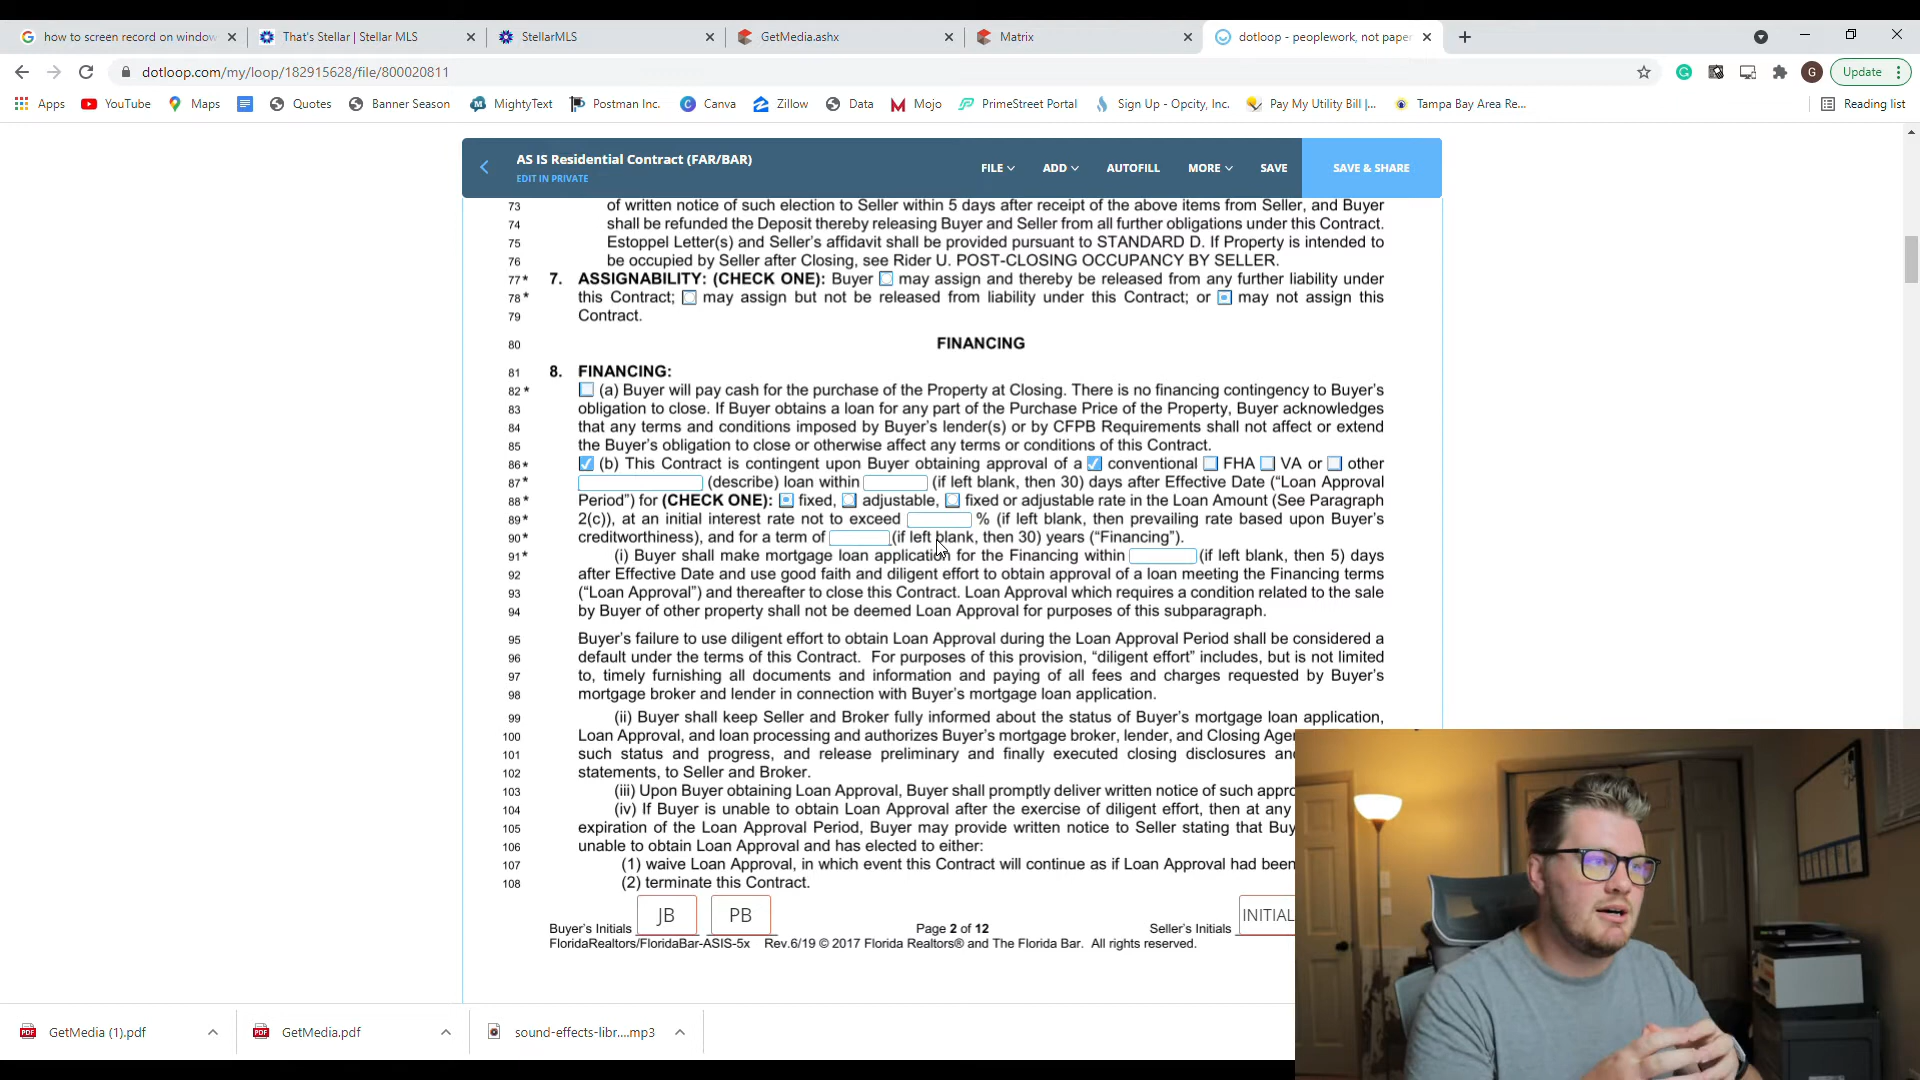 how to screen record on window
That's Stellar | Stellar MLS
StellarMLS
GetMedia.ashx
Matrix
dotloop - peoplework, not paper
dotloop.com/my/loop/182915628/file/800020811
G
Update
Apps
YouTube
Maps
Quotes
Banner Season
MightyText
Postman Inc.
Canva
Zillow
Data
Mojo
PrimeStreet Portal
Sign Up - Opcity, Inc.
Pay My Utility Bill |...
Tampa Bay Area Re...
Reading list
AS IS Residential Contract (FAR/BAR)
EDIT IN PRIVATE
FILE
ADD
AUTOFILL
MORE
SAVE
SAVE & SHARE
73 of written notice of such election to Seller within 5 days after receipt of the above items from Seller, and Buyer
74 shall be refunded the Deposit thereby releasing Buyer and Seller from all further obligations under this Contract.
75 Estoppel Letter(s) and Seller's affidavit shall be provided pursuant to STANDARD D. If Property is intended to
76 be occupied by Seller after Closing, see Rider U. POST-CLOSING OCCUPANCY BY SELLER.
77* 7. ASSIGNABILITY: (CHECK ONE): Buyer may assign and thereby be released from any further liability under
78* this Contract; may assign but not be released from liability under this Contract; or may not assign this
79 Contract.
80 FINANCING
81 8. FINANCING:
82* (a) Buyer will pay cash for the purchase of the Property at Closing. There is no financing contingency to Buyer's
83 obligation to close. If Buyer obtains a loan for any part of the Purchase Price of the Property, Buyer acknowledges
84 that any terms and conditions imposed by Buyer's lender(s) or by CFPB Requirements shall not affect or extend
85 the Buyer's obligation to close or otherwise affect any terms or conditions of this Contract.
86* (b) This Contract is contingent upon Buyer obtaining approval of a conventional FHA VA or other
87* (describe) loan within (if left blank, then 30) days after Effective Date ("Loan Approval
88* Period") for (CHECK ONE): fixed, adjustable, fixed or adjustable rate in the Loan Amount (See Paragraph
89* 2(c)), at an initial interest rate not to exceed % (if left blank, then prevailing rate based upon Buyer's
90* creditworthiness), and for a term of (if left blank, then 30) years ("Financing").
91* (i) Buyer shall make mortgage loan application for the Financing within (if left blank, then 5) days
92 after Effective Date and use good faith and diligent effort to obtain approval of a loan meeting the Financing terms
93 ("Loan Approval") and thereafter to close this Contract. Loan Approval which requires a condition related to the sale
94 by Buyer of other property shall not be deemed Loan Approval for purposes of this subparagraph.
95 Buyer's failure to use diligent effort to obtain Loan Approval during the Loan Approval Period shall be considered a
96 default under the terms of this Contract. For purposes of this provision, "diligent effort" includes, but is not limited
97 to, timely furnishing all documents and information and paying of all fees and charges requested by Buyer's
98 mortgage broker and lender in connection with Buyer's mortgage loan application.
99 (ii) Buyer shall keep Seller and Broker fully informed about the status of Buyer's mortgage loan application,
100 Loan Approval, and loan processing and authorizes Buyer's mortgage broker, lender, and Closing Agen
101 such status and progress, and release preliminary and finally executed closing disclosures and
102 statements, to Seller and Broker.
103 (iii) Upon Buyer obtaining Loan Approval, Buyer shall promptly deliver written notice of such appro
104 (iv) If Buyer is unable to obtain Loan Approval after the exercise of diligent effort, then at any
105 expiration of the Loan Approval Period, Buyer may provide written notice to Seller stating that Buy
106 unable to obtain Loan Approval and has elected to either:
107 (1) waive Loan Approval, in which event this Contract will continue as if Loan Approval had been
108 (2) terminate this Contract.
Buyer's Initials JB PB Page 2 of 12 Seller's Initials INITIAL
FloridaRealtors/FloridaBar-ASIS-5x Rev.6/19 © 2017 Florida Realtors® and The Florida Bar. All rights reserved.
GetMedia (1).pdf
GetMedia.pdf
sound-effects-libr....mp3